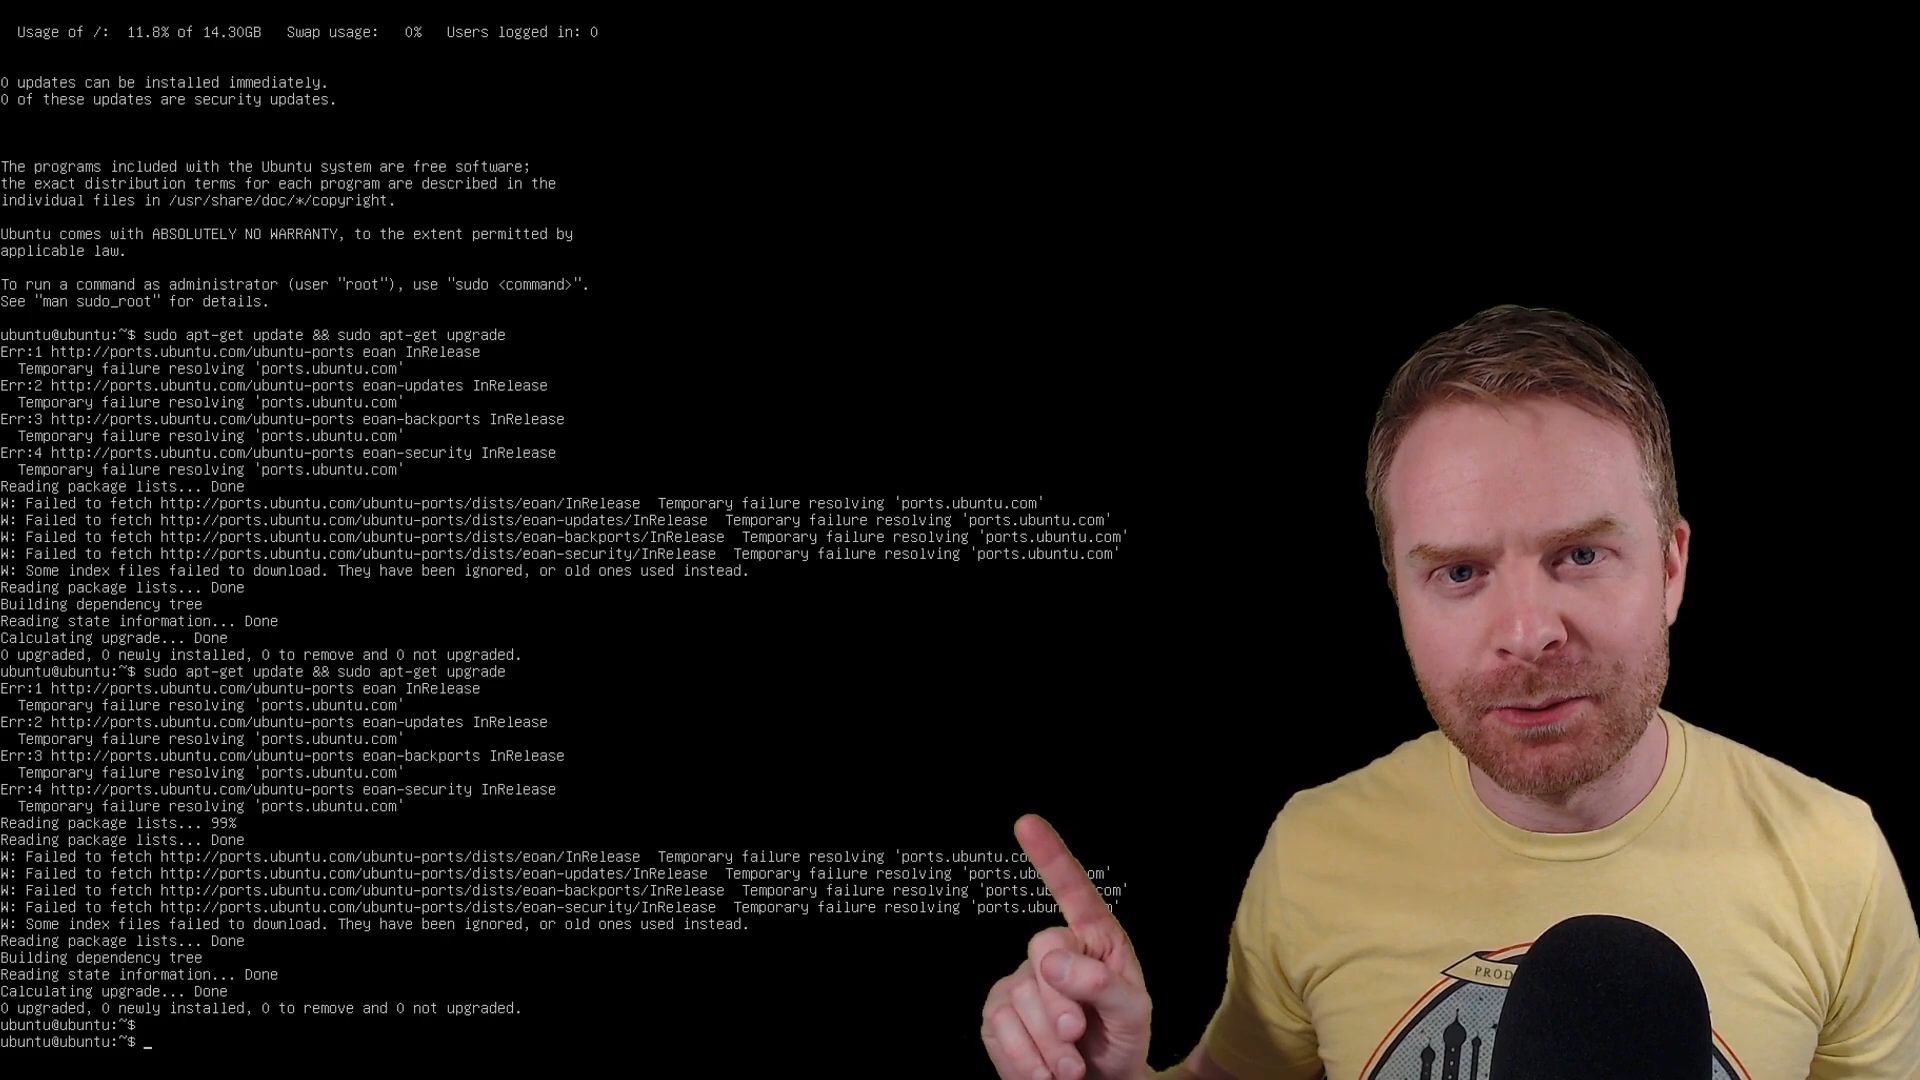 Usage of /: 11.8% of 14.30GB Swap usage: 0% Users logged in: 0
0 updates can be installed immediately.
0 of these updates are security updates.
The programs included with the Ubuntu system are free software;
the exact distribution terms for each program are described in the
individual files in /usr/share/doc/*/copyright.
Ubuntu comes with ABSOLUTELY NO WARRANTY, to the extent permitted by
applicable law.
To run a command as administrator (user "root"), use "sudo <command>".
See "man sudo_root" for details.
ubuntu@ubuntu:~$ sudo apt-get update && sudo apt-get upgrade
Err:1 http://ports.ubuntu.com/ubuntu-ports eoan InRelease
Temporary failure resolving 'ports.ubuntu.com'
Err:2 http://ports.ubuntu.com/ubuntu-ports eoan-updates InRelease
Temporary failure resolving 'ports.ubuntu.com'
Err:3 http://ports.ubuntu.com/ubuntu-ports eoan-backports InRelease
Temporary failure resolving 'ports.ubuntu.com'
Err:4 http://ports.ubuntu.com/ubuntu-ports eoan-security InRelease
Temporary failure resolving 'ports.ubuntu.com'
Reading package lists... Done
W: Failed to fetch http://ports.ubuntu.com/ubuntu-ports/dists/eoan/InRelease Temporary failure resolving 'ports.ubuntu.com'
W: Failed to fetch http://ports.ubuntu.com/ubuntu-ports/dists/eoan-updates/InRelease Temporary failure resolving 'ports.ubuntu.com'
W: Failed to fetch http://ports.ubuntu.com/ubuntu-ports/dists/eoan-backports/InRelease Temporary failure resolving 'ports.ubuntu.com'
W: Failed to fetch http://ports.ubuntu.com/ubuntu-ports/dists/eoan-security/InRelease Temporary failure resolving 'ports.ubuntu.com'
W: Some index files failed to download. They have been ignored, or old ones used instead.
Reading package lists... Done
Building dependency tree
Reading state information... Done
Calculating upgrade... Done
0 upgraded, 0 newly installed, 0 to remove and 0 not upgraded.
ubuntu@ubuntu:~$ sudo apt-get update && sudo apt-get upgrade
Err:1 http://ports.ubuntu.com/ubuntu-ports eoan InRelease
Temporary failure resolving 'ports.ubuntu.com'
Err:2 http://ports.ubuntu.com/ubuntu-ports eoan-updates InRelease
Temporary failure resolving 'ports.ubuntu.com'
Err:3 http://ports.ubuntu.com/ubuntu-ports eoan-backports InRelease
Temporary failure resolving 'ports.ubuntu.com'
Err:4 http://ports.ubuntu.com/ubuntu-ports eoan-security InRelease
Temporary failure resolving 'ports.ubuntu.com'
Reading package lists... 99%
Reading package lists... Done
W: Failed to fetch http://ports.ubuntu.com/ubuntu-ports/dists/eoan/InRelease Temporary failure resolving 'ports.ubuntu.co
W: Failed to fetch http://ports.ubuntu.com/ubuntu-ports/dists/eoan-updates/InRelease Temporary failure resolving 'ports.ub om'
W: Failed to fetch http://ports.ubuntu.com/ubuntu-ports/dists/eoan-backports/InRelease Temporary failure resolving 'ports.u com'
W: Failed to fetch http://ports.ubuntu.com/ubuntu-ports/dists/eoan-security/InRelease Temporary failure resolving 'ports.ubun m'
W: Some index files failed to download. They have been ignored, or old ones used instead.
Reading package lists... Done
Building dependency tree
Reading state information... Done
Calculating upgrade... Done
0 upgraded, 0 newly installed, 0 to remove and 0 not upgraded.
ubuntu@ubuntu:~$
ubuntu@ubuntu:~$ _
PROD